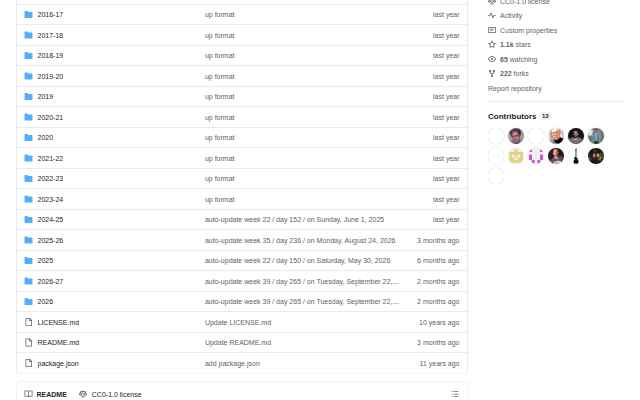 2016-17 up format last year
CC0-1.0 license
Activity
2017-18 up format last year
Custom properties
2018-19 up format last year
1.1k stars
65 watching
2019-20 up format last year
222 forks
Report repository
2019 up format last year
2020-21 up format last year
Contributors 13
2020 up format last year
2021-22 up format last year
2022-23 up format last year
2023-24 up format last year
2024-25 auto-update week 22 / day 152 / on Sunday, June 1, 2025 last year
2025-26 auto-update week 35 / day 236 / on Monday, August 24, 2026 3 months ago
2025 auto-update week 22 / day 150 / on Saturday, May 30, 2026 6 months ago
2026-27 auto-update week 39 / day 265 / on Tuesday, September 22,... 2 months ago
2026 auto-update week 39 / day 265 / on Tuesday, September 22,... 2 months ago
LICENSE.md Update LICENSE.md 10 years ago
README.md Update README.md 3 months ago
package.json add package.json 11 years ago
README CC0-1.0 license